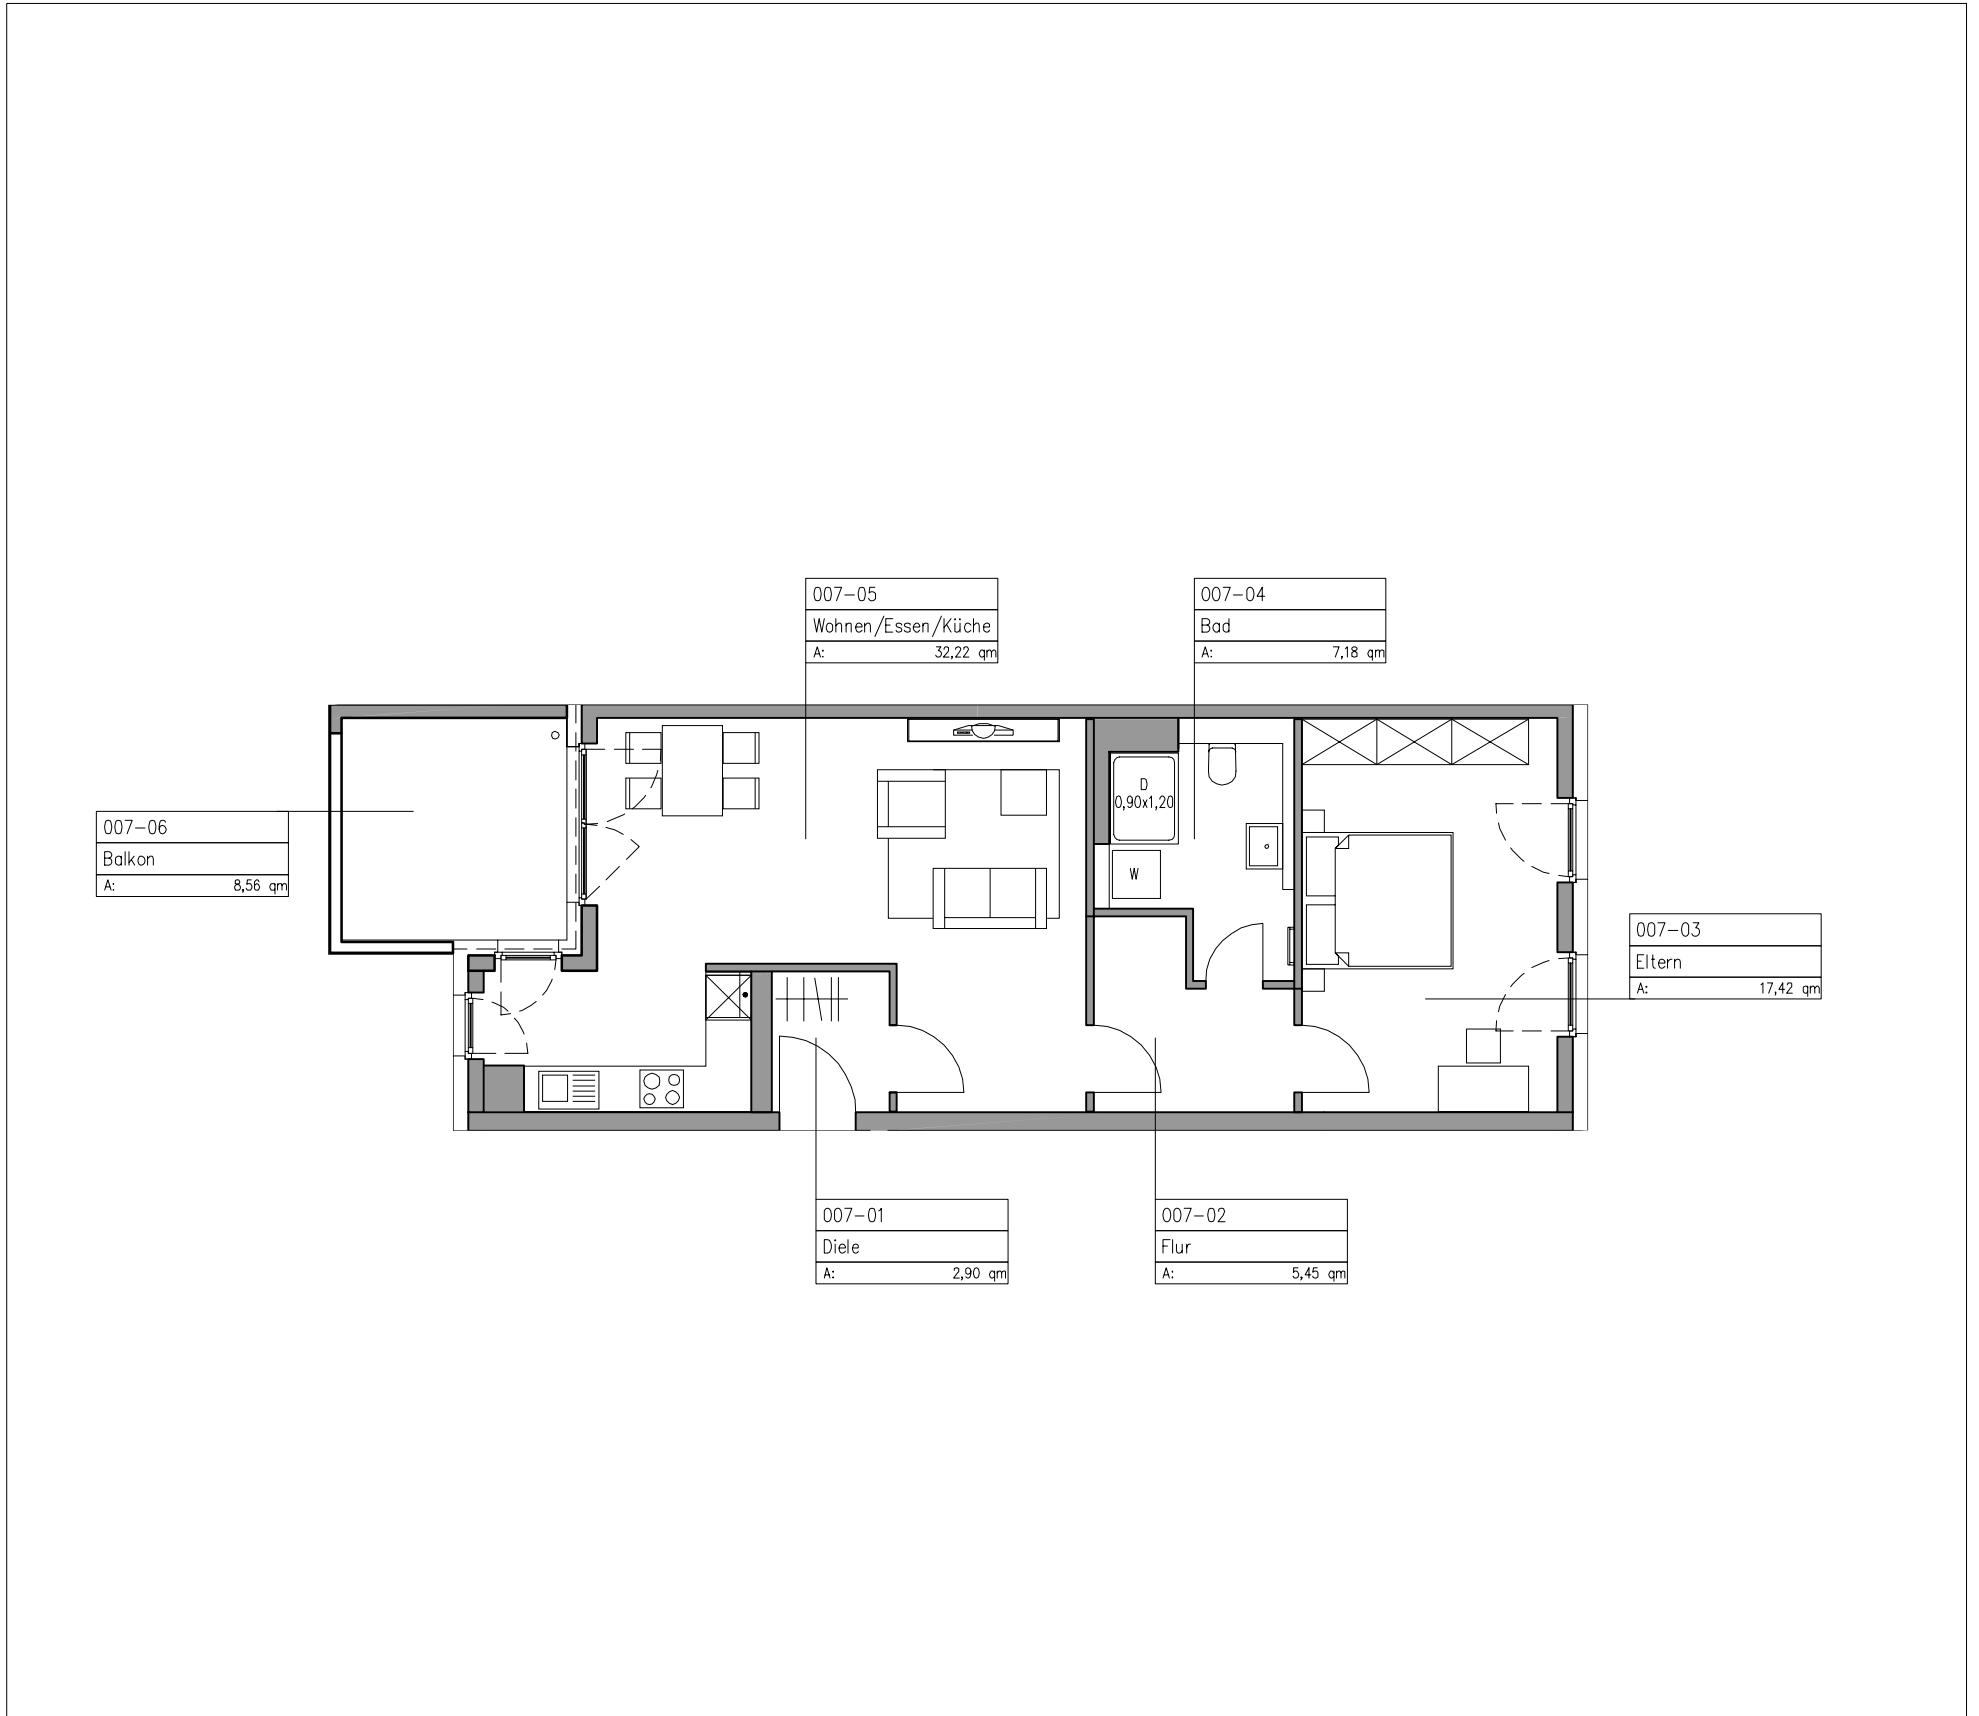 007-05
Wohnen/Essen/Küche
A: 32,22 qm
007-04
Bad
A: 7,18 qm
D
0,90x1,20
W
007-06
Balkon
A: 8,56 qm
007-03
Eltern
A: 17,42 qm
007-01
Diele
A: 2,90 qm
007-02
Flur
A: 5,45 qm